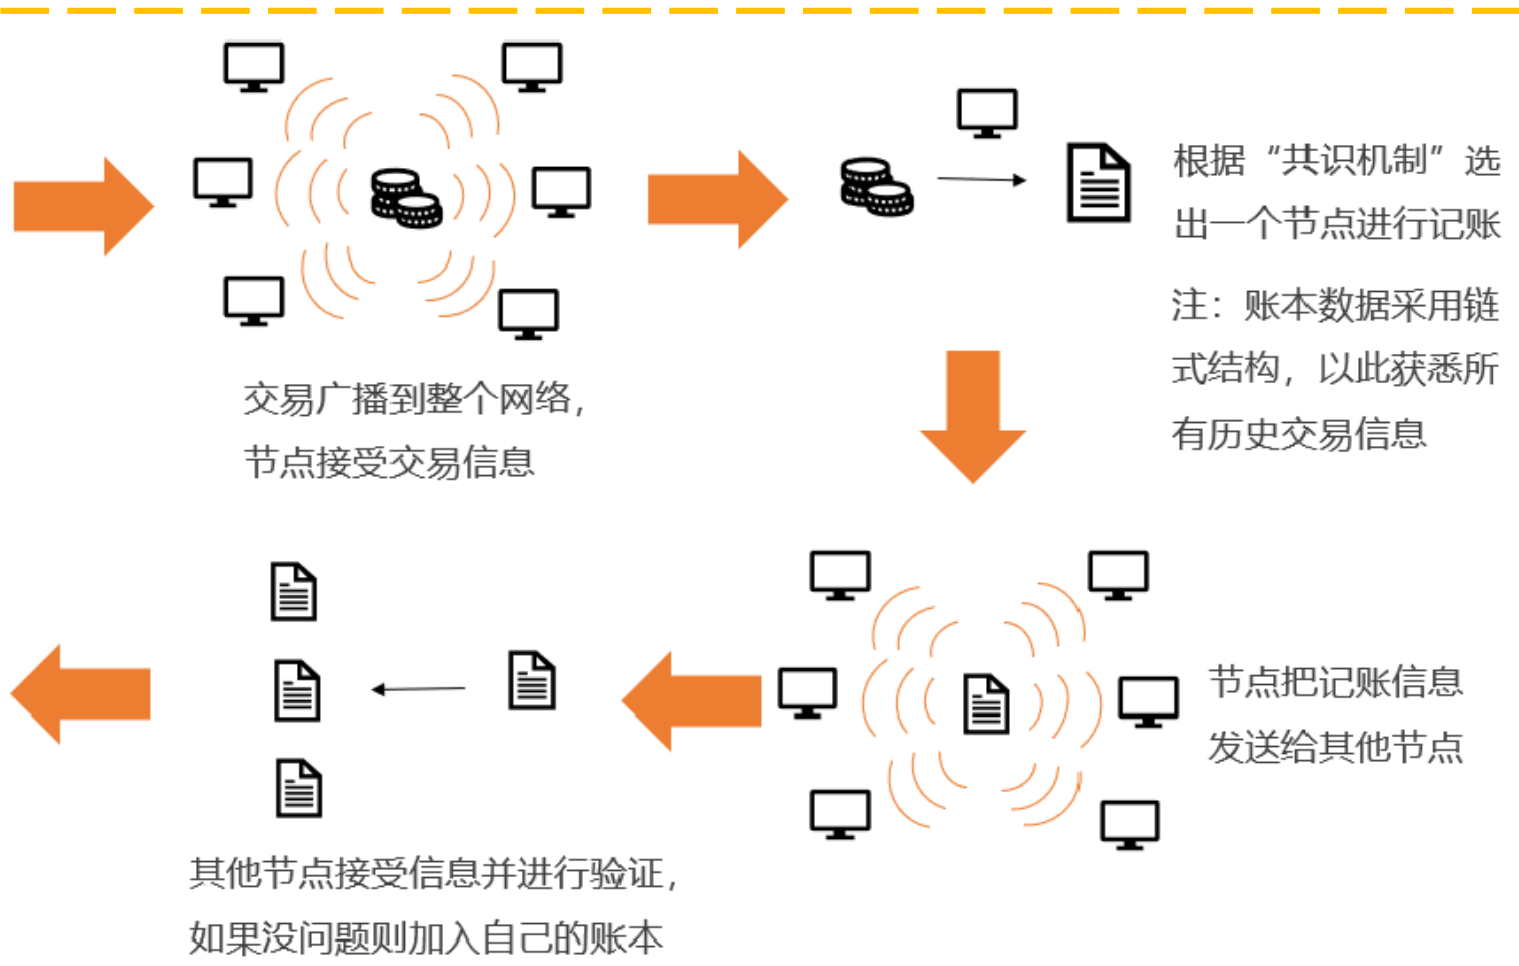 交易广播到整个网络，
节点接受交易信息
根据“共识机制”选
出一个节点进行记账
注：账本数据采用链
式结构，以此获悉所
有历史交易信息
节点把记账信息
发送给其他节点
其他节点接受信息并进行验证，
如果没问题则加入自己的账本